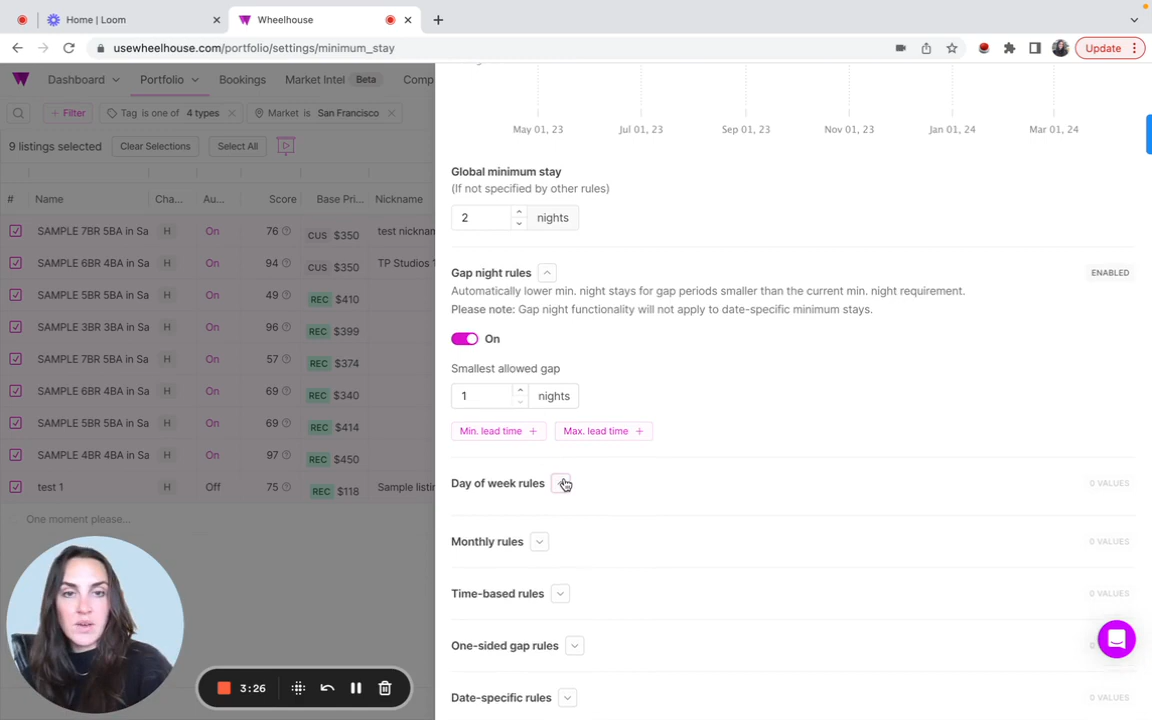 Home | Loom
Wheelhouse
usewheelhouse.com/portfolio/settings/minimum_stay
Update
Dashboard
Portfolio
Bookings
Market Intel
Beta
Comp
+ Filter
Tag is one of 4 types
Market is San Francisco
9 listings selected
Clear Selections
Select All
# Name Cha... Au... Score Base Pri... Nickname
SAMPLE 7BR 5BA in Sa H On 76 CUS $350 test nicknam
SAMPLE 6BR 4BA in Sa H On 94 CUS $350 TP Studios 1
SAMPLE 5BR 5BA in Sa H On 49 REC $410
SAMPLE 3BR 3BA in Sa H On 96 REC $399
SAMPLE 7BR 5BA in Sa H On 57 REC $374
SAMPLE 6BR 4BA in Sa H On 69 REC $340
SAMPLE 5BR 5BA in Sa H On 69 REC $414
SAMPLE 4BR 4BA in Sa H On 97 REC $450
test 1 H Off 75 REC $118 Sample listin
One moment please...
3:26
May 01, 23 Jul 01, 23 Sep 01, 23 Nov 01, 23 Jan 01, 24 Mar 01, 24
Global minimum stay
(If not specified by other rules)
2 nights
Gap night rules ENABLED
Automatically lower min. night stays for gap periods smaller than the current min. night requirement.
Please note: Gap night functionality will not apply to date-specific minimum stays.
On
Smallest allowed gap
1 nights
Min. lead time +
Max. lead time +
Day of week rules 0 VALUES
Monthly rules 0 VALUES
Time-based rules 0 VALUES
One-sided gap rules
Date-specific rules 0 VALUES